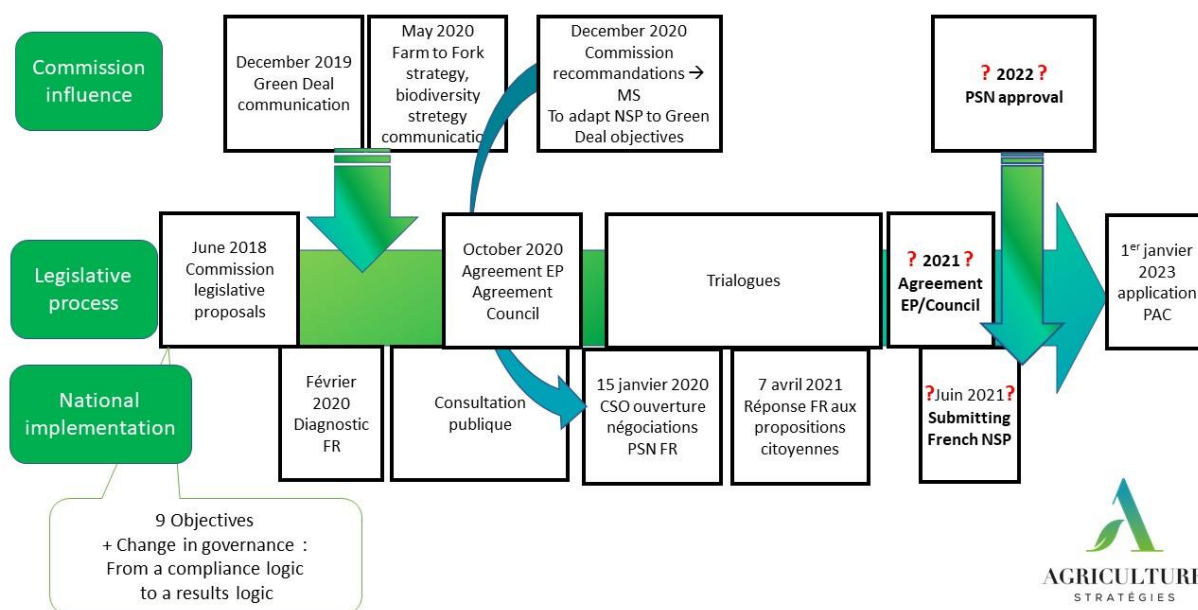 Commission
influence
December 2019
Green Deal
communication
May 2020
Farm to Fork
strategy,
biodiversity
stretegy
communication
December 2020
Commission
recommandations →
MS
To adapt NSP to Green
Deal objectives
? 2022 ?
PSN approval
Legislative
process
June 2018
Commission
legislative
proposals
October 2020
Agreement EP
Agreement
Council
Trialogues
? 2021 ?
Agreement
EP/Council
1er janvier
2023
application
PAC
National
implementation
Février
2020
Diagnostic
FR
Consultation
publique
15 janvier 2020
CSO ouverture
négociations
PSN FR
7 avril 2021
Réponse FR aux
propositions
citoyennes
?Juin 2021?
Submitting
French NSP
9 Objectives
+ Change in governance :
From a compliance logic
to a results logic
AGRICULTURE
STRATÉGIES